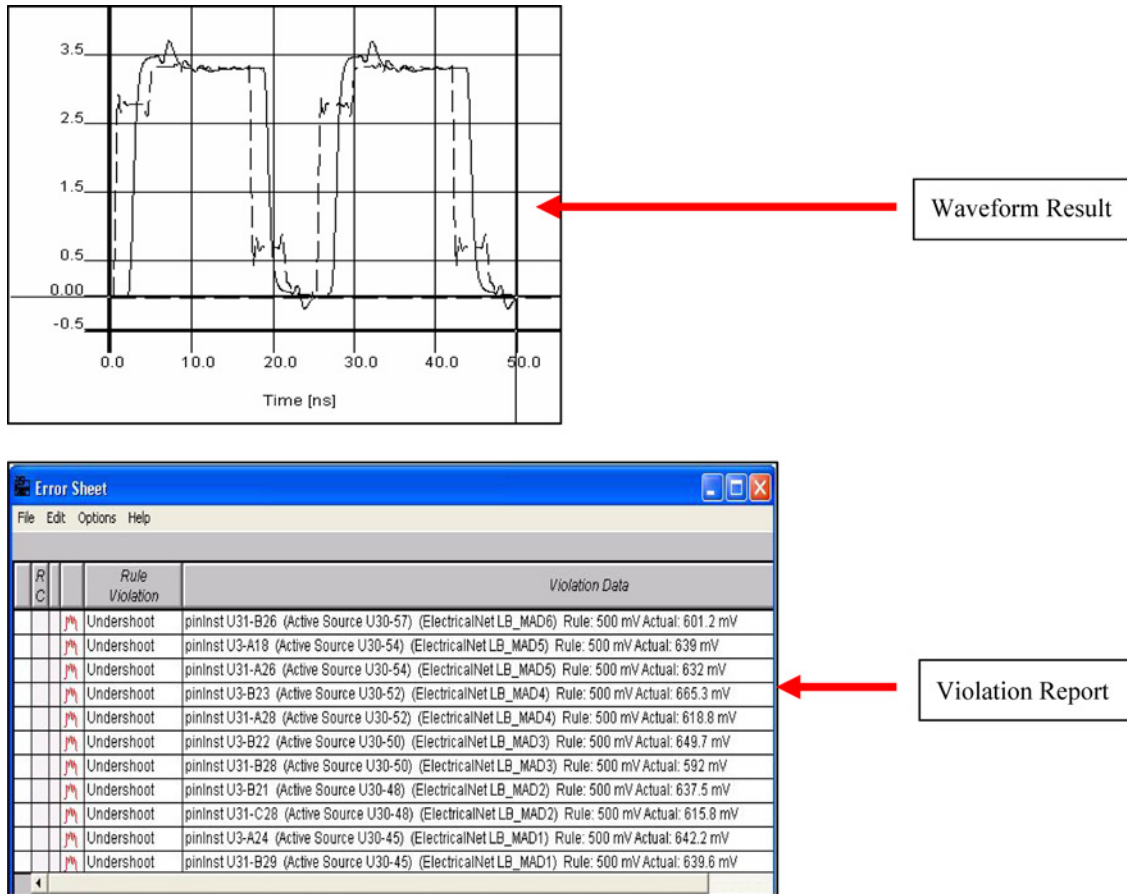 3.5
2.5
1.5
0.5
0.00
-0.5
0.0 10.0 20.0 30.0 40.0 50.0
Time [ns]
Waveform Result
Error Sheet
File Edit Options Help
R C Rule Violation Violation Data
Undershoot pinInst U31-B26 (Active Source U30-57) (ElectricalNet LB_MAD6) Rule: 500 mV Actual: 601.2 mV
Undershoot pinInst U3-A18 (Active Source U30-54) (ElectricalNet LB_MAD5) Rule: 500 mV Actual: 639 mV
Undershoot pinInst U31-A26 (Active Source U30-54) (ElectricalNet LB_MAD5) Rule: 500 mV Actual: 632 mV
Undershoot pinInst U3-B23 (Active Source U30-52) (ElectricalNet LB_MAD4) Rule: 500 mV Actual: 665.3 mV
Undershoot pinInst U31-A28 (Active Source U30-52) (ElectricalNet LB_MAD4) Rule: 500 mV Actual: 618.8 mV
Undershoot pinInst U3-B22 (Active Source U30-50) (ElectricalNet LB_MAD3) Rule: 500 mV Actual: 649.7 mV
Undershoot pinInst U31-B28 (Active Source U30-50) (ElectricalNet LB_MAD3) Rule: 500 mV Actual: 592 mV
Undershoot pinInst U3-B21 (Active Source U30-48) (ElectricalNet LB_MAD2) Rule: 500 mV Actual: 637.5 mV
Undershoot pinInst U31-C28 (Active Source U30-48) (ElectricalNet LB_MAD2) Rule: 500 mV Actual: 615.8 mV
Undershoot pinInst U3-A24 (Active Source U30-45) (ElectricalNet LB_MAD1) Rule: 500 mV Actual: 642.2 mV
Undershoot pinInst U31-B29 (Active Source U30-45) (ElectricalNet LB_MAD1) Rule: 500 mV Actual: 639.6 mV
Violation Report